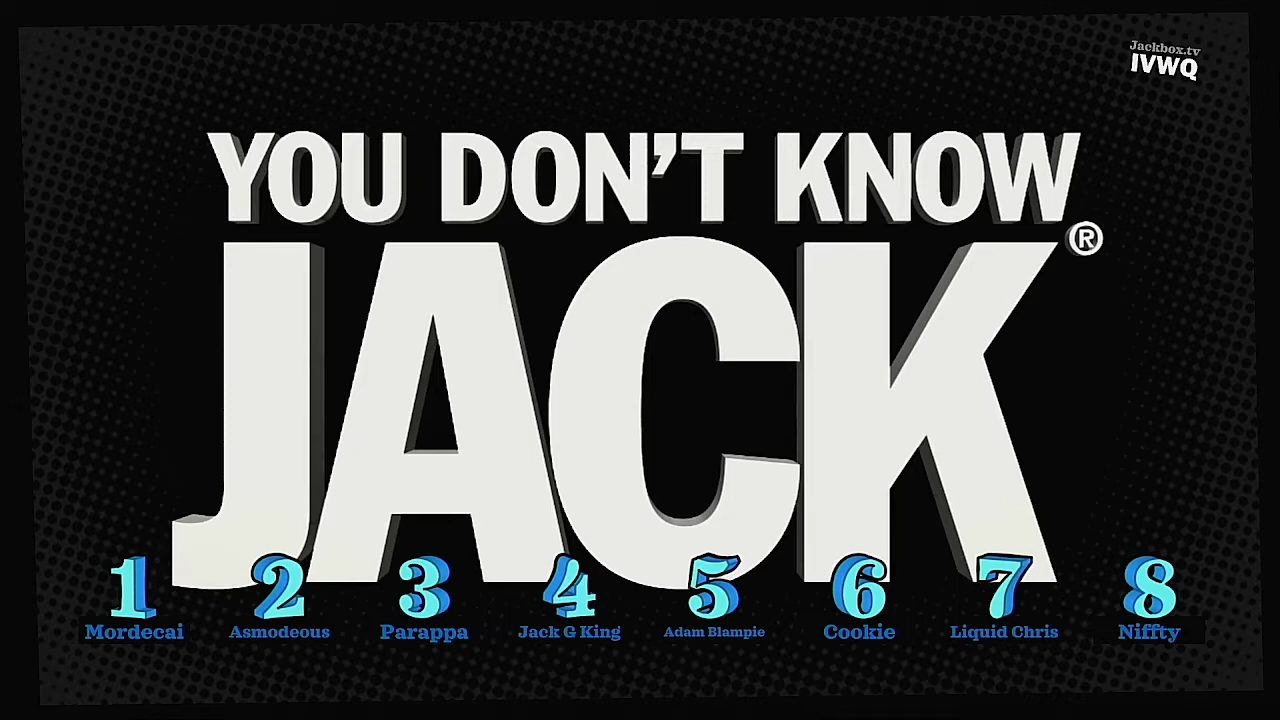 Jackbox.tv
IVWQ
YOU DON'T KNOW
JACK®
1 2 3 4 5 6 7 8
Mordecai Asmodeous Parappa Jack G King Adam Blampie Cookie Liquid Chris Niffty